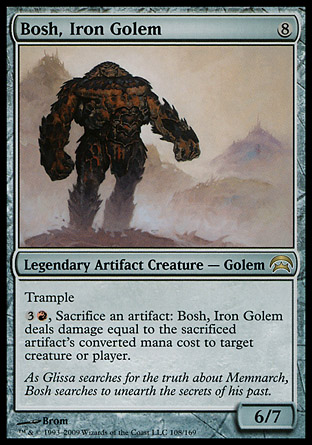 Bosh, Iron Golem 8
Legendary Artifact Creature — Golem
Trample
3R, Sacrifice an artifact: Bosh, Iron Golem
deals damage equal to the sacrificed
artifact's converted mana cost to target
creature or player.
As Glissa searches for the truth about Memnarch,
Bosh searches to unearth the secrets of his past.
Brom
™ & © 1993–2009 Wizards of the Coast LLC 108/169
6/7